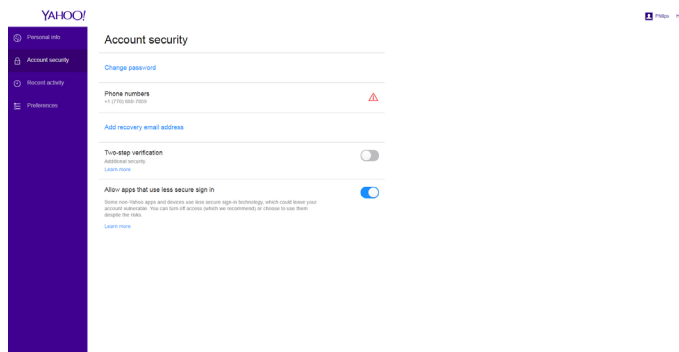 YAHOO!
Philips
Personal info
Account security
Recent activity
Preferences
Account security
Change password
Phone numbers
+1 (770)
Add recovery email address
Two-step verification
Additional security.
Learn more
Allow apps that use less secure sign in
Some non-Yahoo apps and devices use less secure sign-in technology, which could leave your
account vulnerable. You can turn off access (which we recommend) or choose to use them
despite the risks.
Learn more